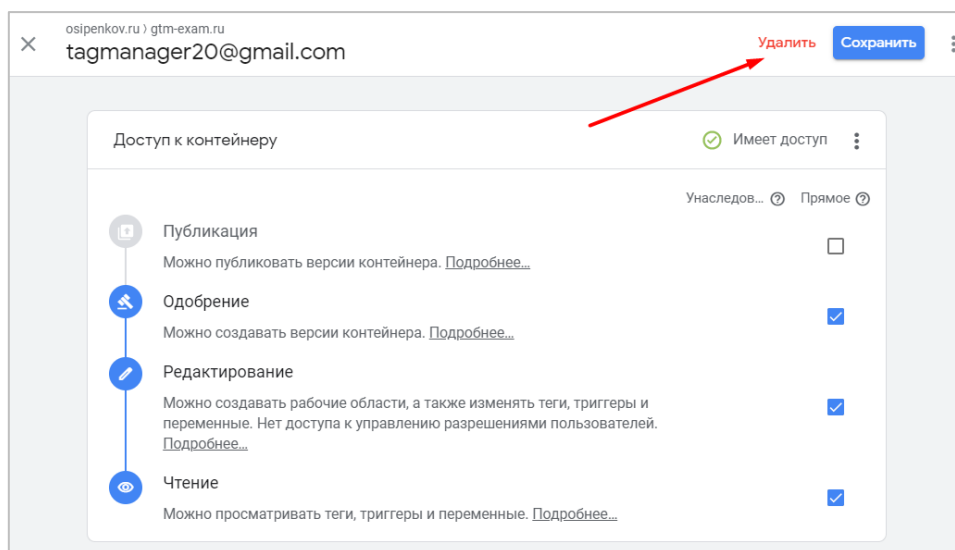 osipenkov.ru › gtm-exam.ru
tagmanager20@gmail.com
Удалить
Сохранить
Доступ к контейнеру
Имеет доступ
Унаследов...
Прямое
Публикация
Можно публиковать версии контейнера. Подробнее...
Одобрение
Можно создавать версии контейнера. Подробнее...
Редактирование
Можно создавать рабочие области, а также изменять теги, триггеры и
переменные. Нет доступа к управлению разрешениями пользователей.
Подробнее...
Чтение
Можно просматривать теги, триггеры и переменные. Подробнее...